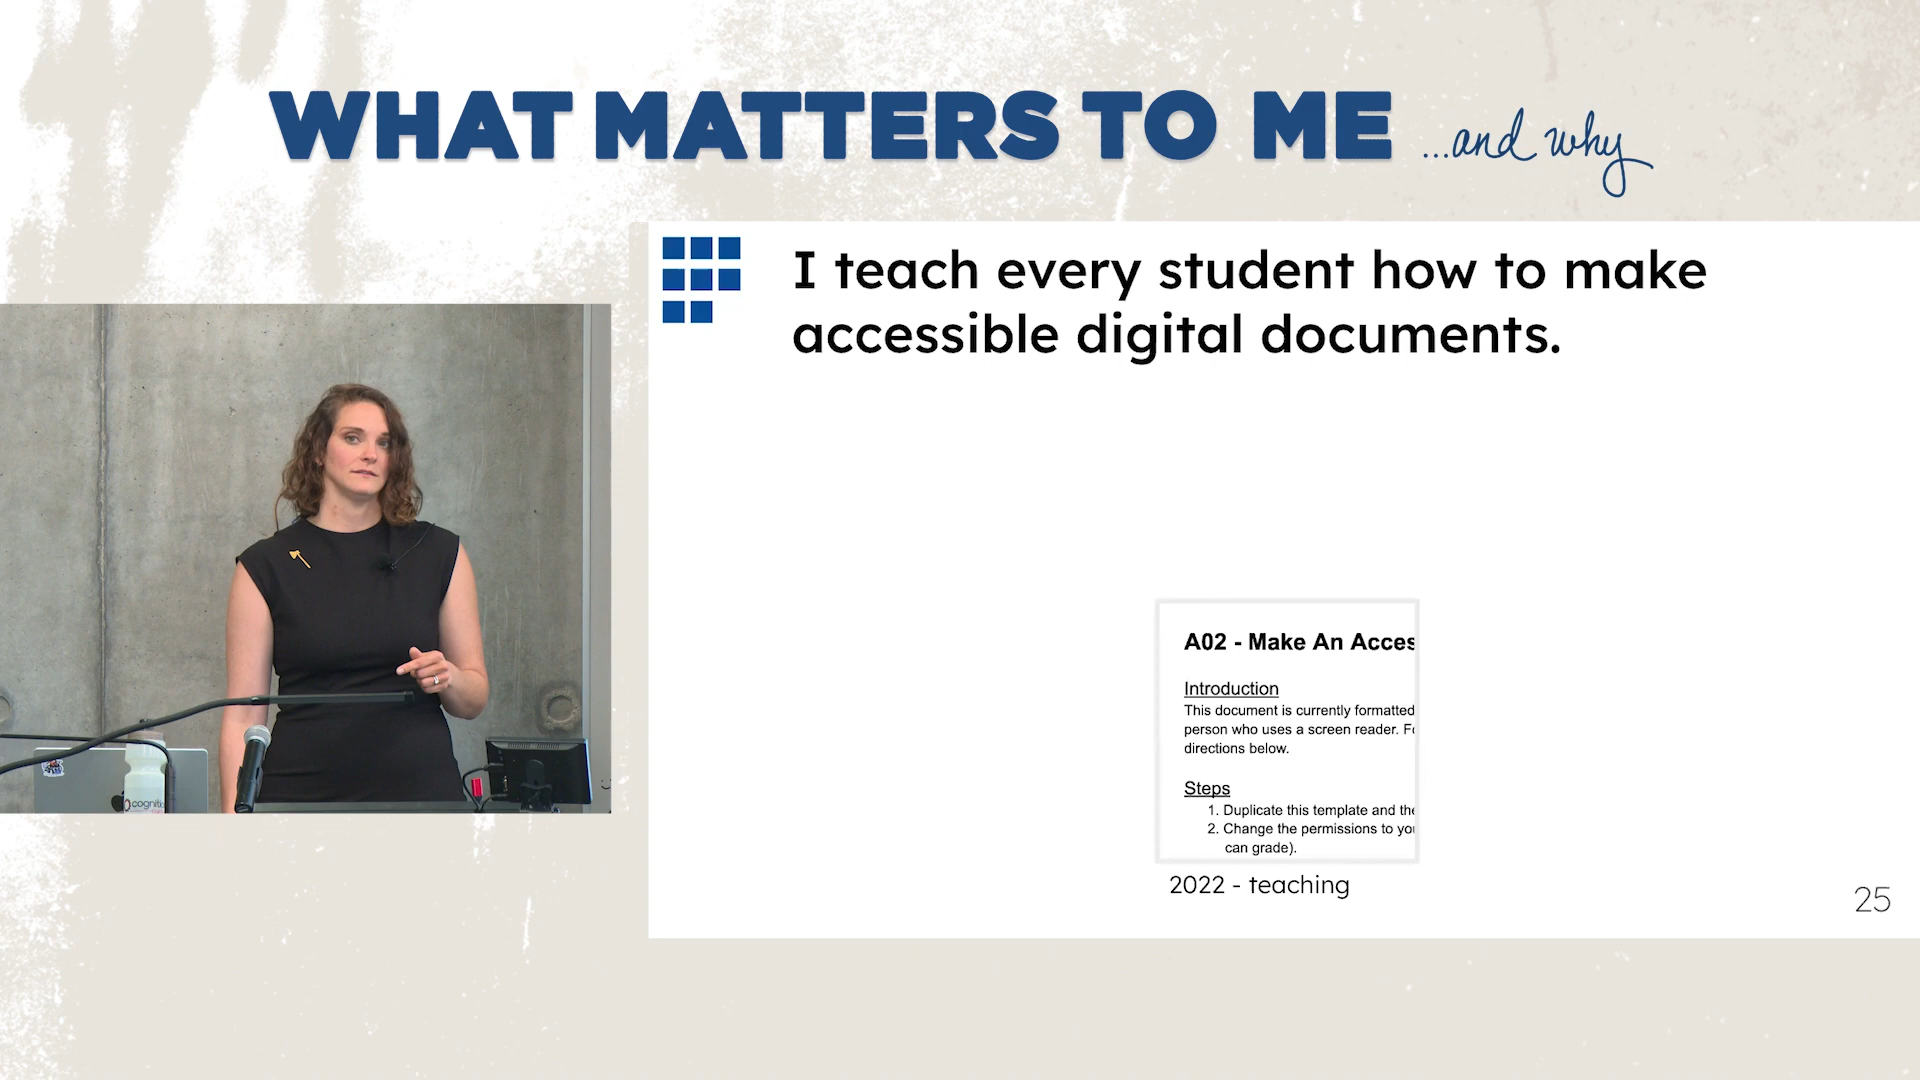 WHAT MATTERS TO ME ...and why
I teach every student how to make
accessible digital documents.
A02 - Make An Acces
Introduction
This document is currently formatted
person who uses a screen reader. Fo
directions below.
Steps
1. Duplicate this template and the
2. Change the permissions to you
can grade).
2022 - teaching
25